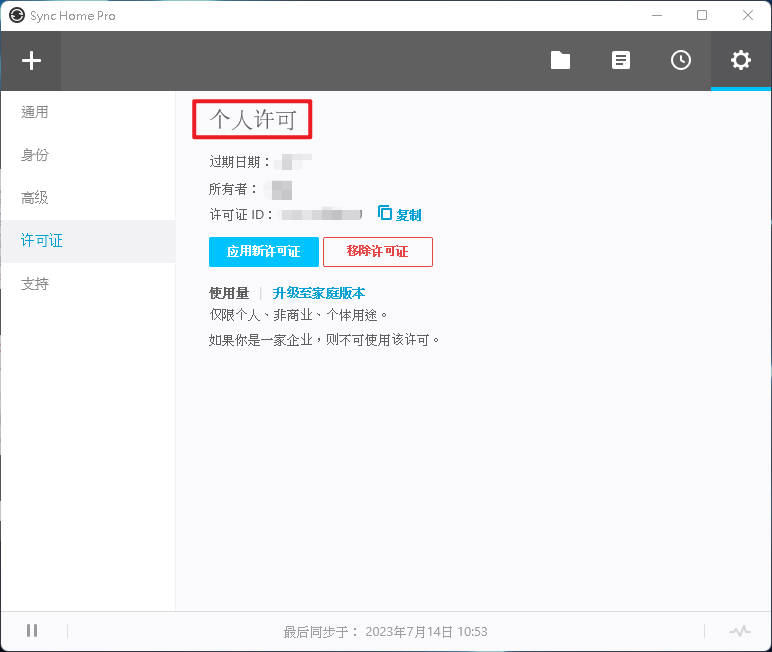 Sync Home Pro
通用
身份
高级
许可证
支持
个人许可
过期日期：
所有者：
许可证 ID：
复制
应用新许可证 移除许可证
使用量 | 升级至家庭版本
仅限个人、非商业、个体用途。
如果你是一家企业，则不可使用该许可。
最后同步于： 2023年7月14日 10:53